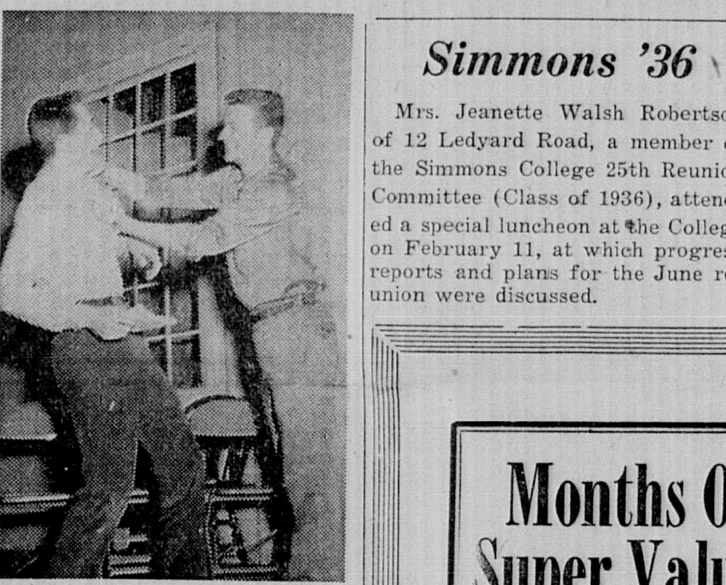 Simmons '36
Mrs. Jeanette Walsh Robertso
of 12 Ledyard Road, a member
the Simmons College 25th Reunio
Committee (Class of 1936), attend
ed a special luncheon at the Colleg
on February 11, at which progres
reports and plans for the June re
union were discussed.
Months O
Super Valu